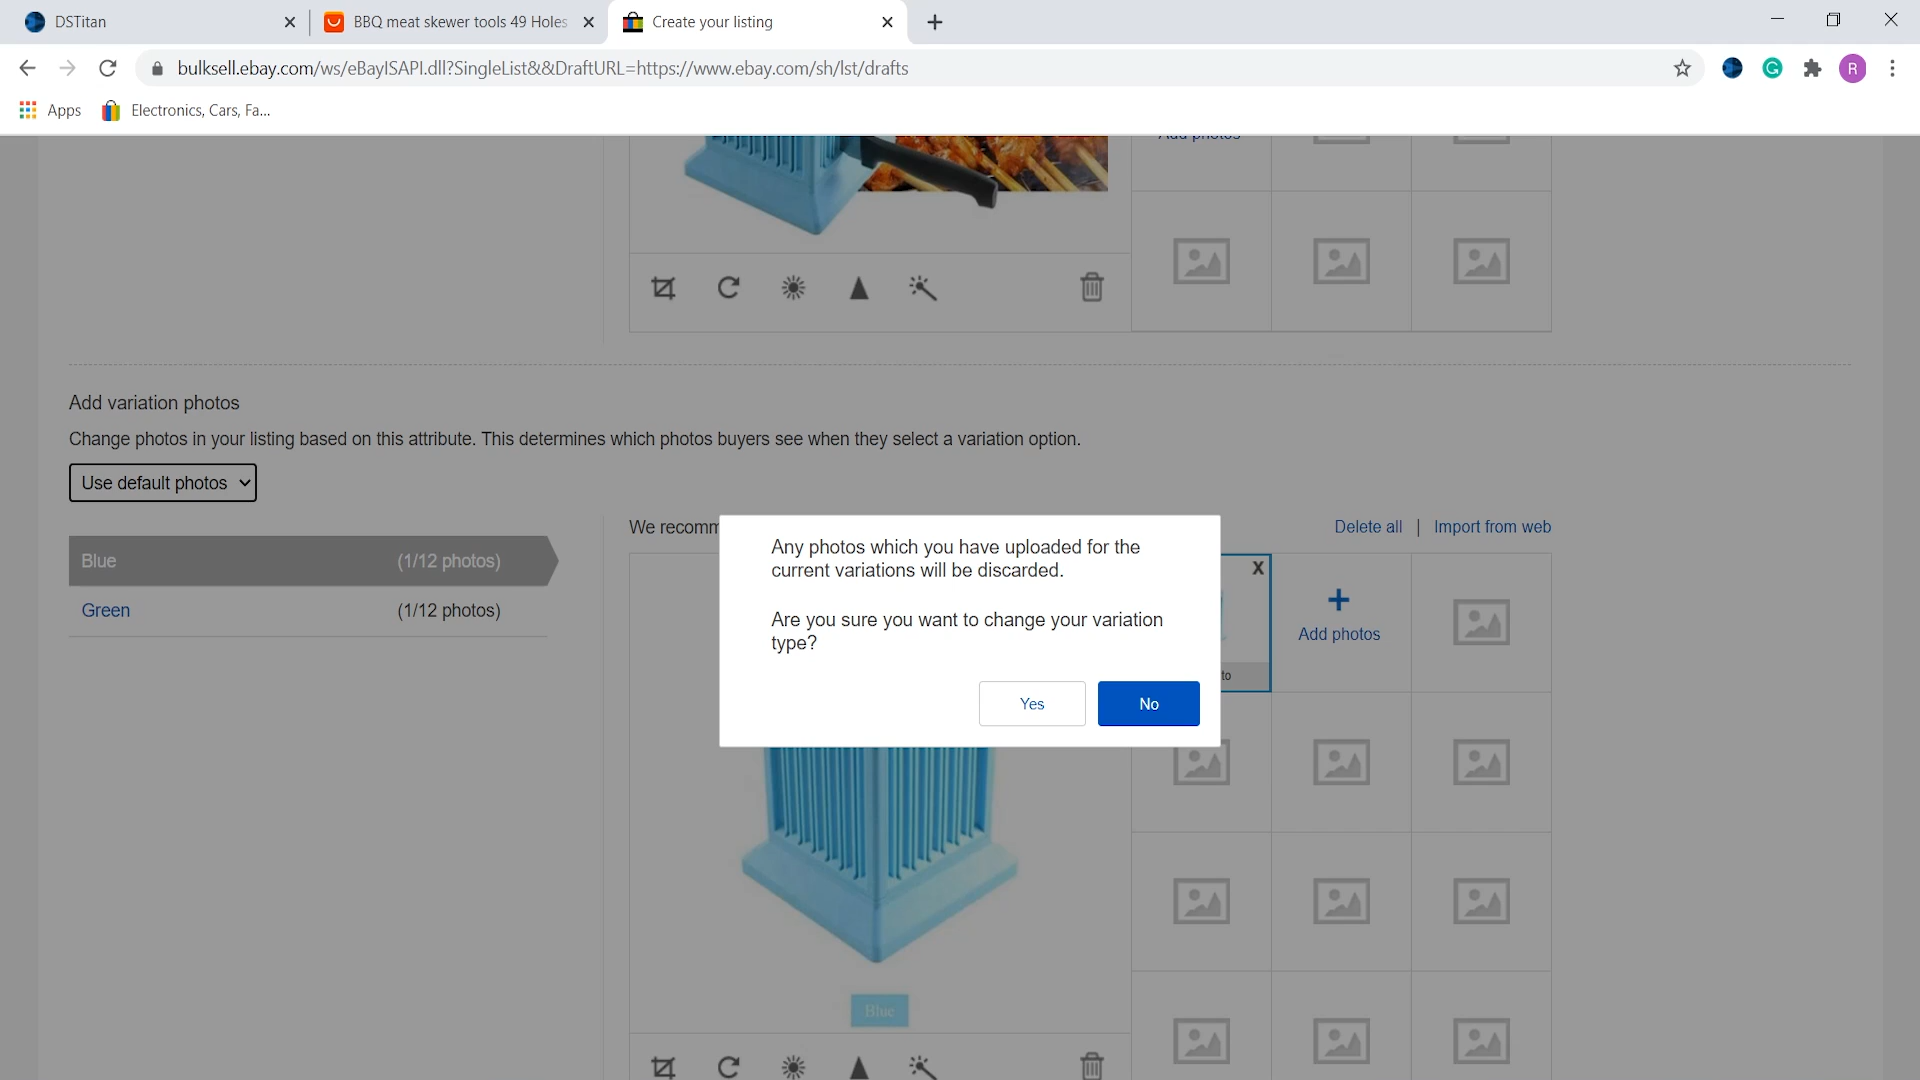 DSTitan
BBQ meat skewer tools 49 Holes
Create your listing
bulksell.ebay.com/ws/eBayISAPI.dll?SingleList&&DraftURL=https://www.ebay.com/sh/lst/drafts
G
R
Apps
Electronics, Cars, Fa...
Add photos
Add variation photos
Change photos in your listing based on this attribute. This determines which photos buyers see when they select a variation option.
Use default photos
We recomm
Delete all | Import from web
Blue (1/12 photos)
Green (1/12 photos)
Any photos which you have uploaded for the
current variations will be discarded.
Are you sure you want to change your variation
type?
Yes
No
X
to
Add photos
Blue